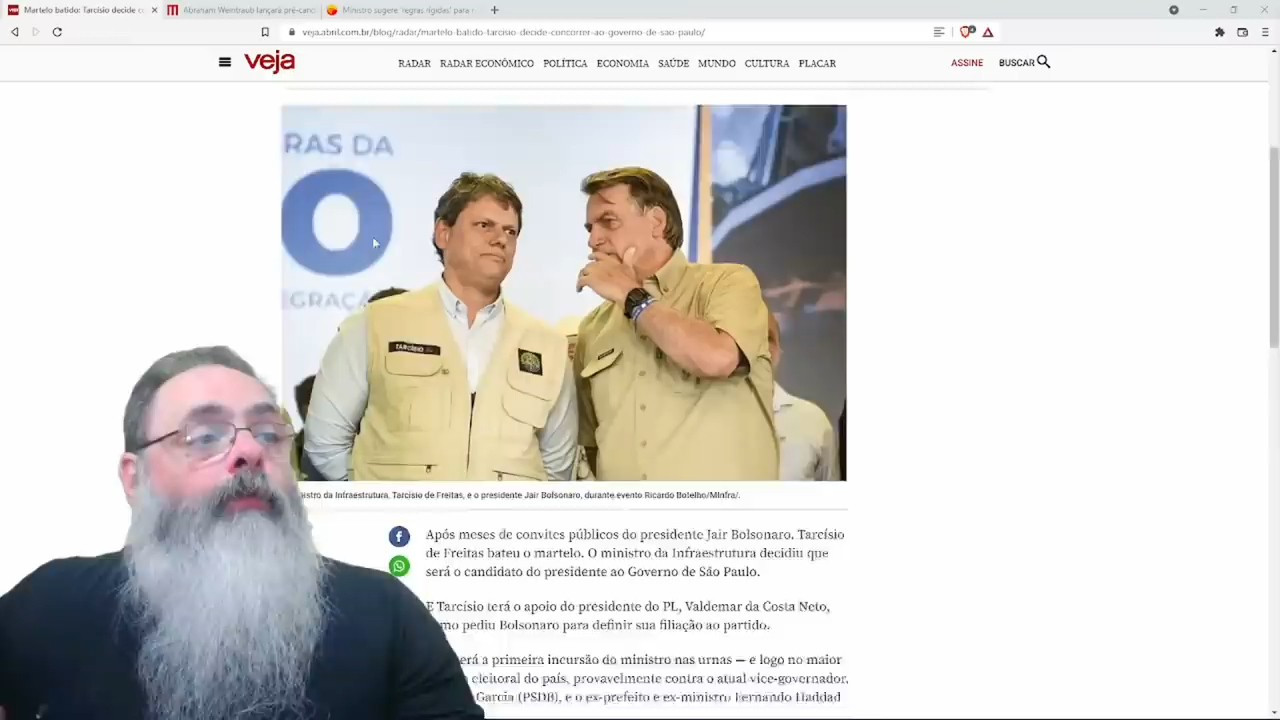 Martelo batido: Tarcísio decide c
Abraham Weintraub lançará pré-canc
Ministro sugere 'regras rígidas' para
veja.abril.com.br/blog/radar/martelo-batido-tarcisio-decide-concorrer-ao-governo-de-sao-paulo/
veja
RADAR RADAR ECONÔMICO POLÍTICA ECONOMIA SAÚDE MUNDO CULTURA PLACAR
ASSINE BUSCAR
RAS DA
O
EGRAÇÃ
TARCÍSIO
istro da Infraestrutura, Tarcísio de Freitas, e o presidente Jair Bolsonaro, durante evento Ricardo Botelho/MInfra/.
Após meses de convites públicos do presidente Jair Bolsonaro, Tarcísio
de Freitas bateu o martelo. O ministro da Infraestrutura decidiu que
será o candidato do presidente ao Governo de São Paulo.
E Tarcísio terá o apoio do presidente do PL, Valdemar da Costa Neto,
mo pediu Bolsonaro para definir sua filiação ao partido.
erá a primeira incursão do ministro nas urnas — e logo no maior
eleitoral do país, provavelmente contra o atual vice-governador,
Garcia (PSDB), e o ex-prefeito e ex-ministro Fernando Haddad